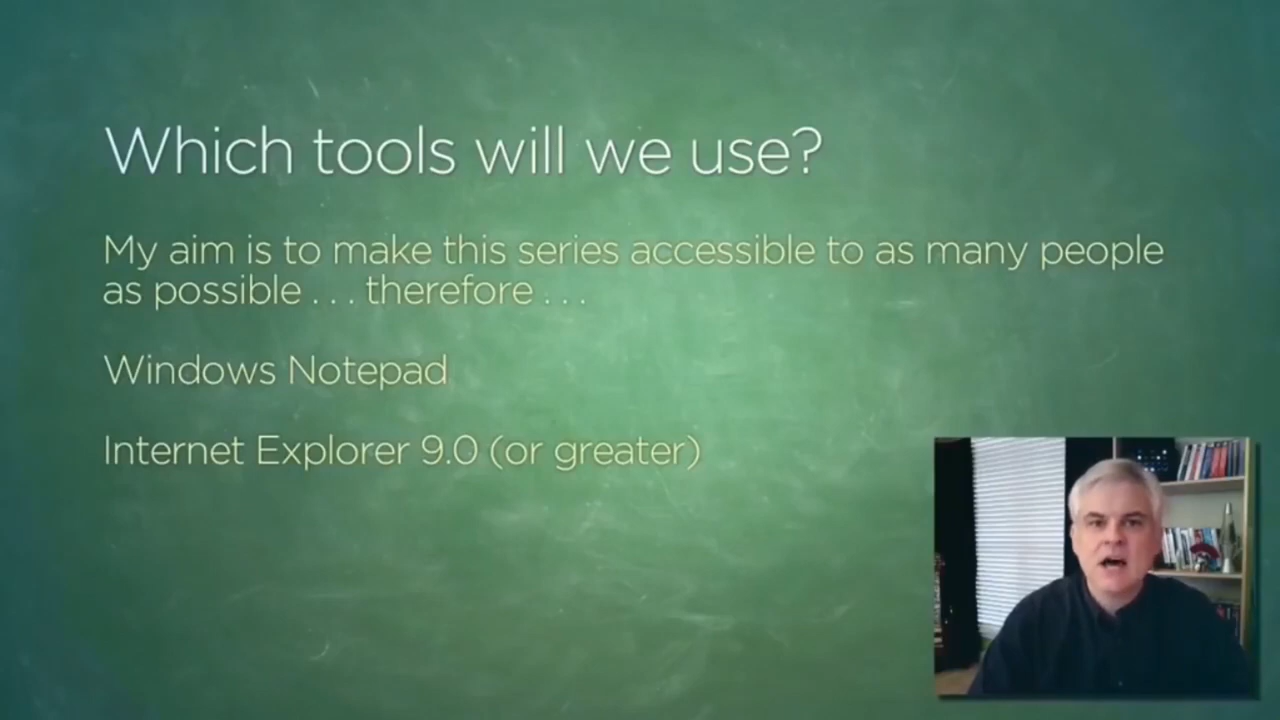 Which tools will we use?
My aim is to make this series accessible to as many people
as possible . . . therefore . . .
Windows Notepad
Internet Explorer 9.0 (or greater)